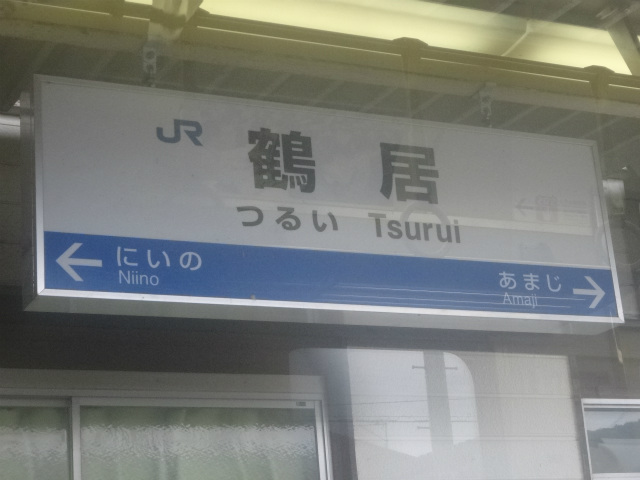 JR 鶴居
つるい Tsurui
← にいの
Niino
あまじ →
Amaji